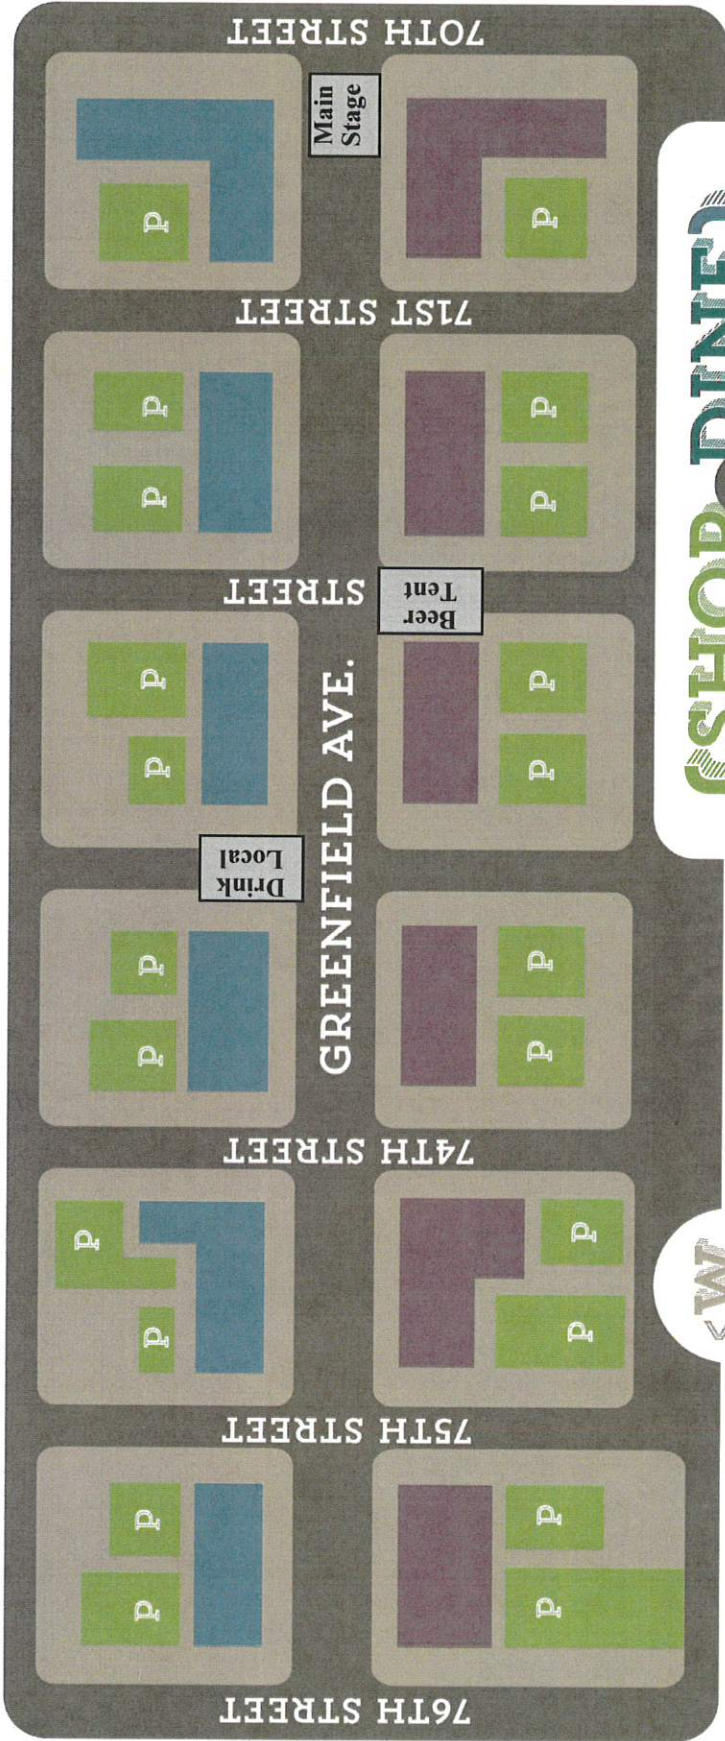 70TH STREET
Main
Stage
P
P
71ST STREET
P
P
P
P
STREET
Beer
Tent
P
P
P
P
GREENFIELD AVE.
Drink
Local
P
P
P
P
74TH STREET
P
P
P
P
75TH STREET
P
P
P
P
76TH STREET
(SHOP DINE)
<W